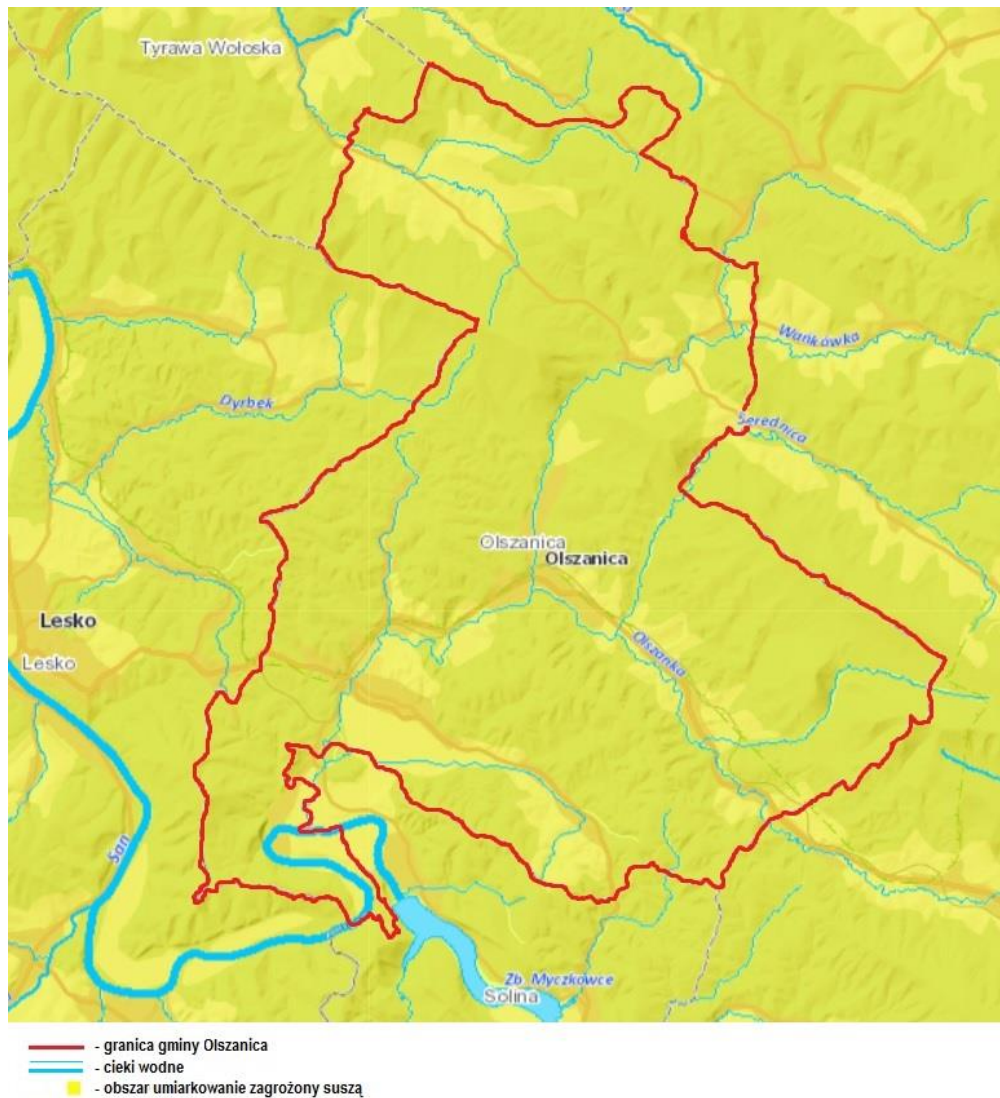 Tyrawa Wołoska
Wańkówka
Dyrbek
Serednica
Olszanica
Olszanica
Lesko
Lesko
Olszanka
San
Zb. Myczkowce
Solina
- granica gminy Olszanica
- cieki wodne
- obszar umiarkowanie zagrożony suszą